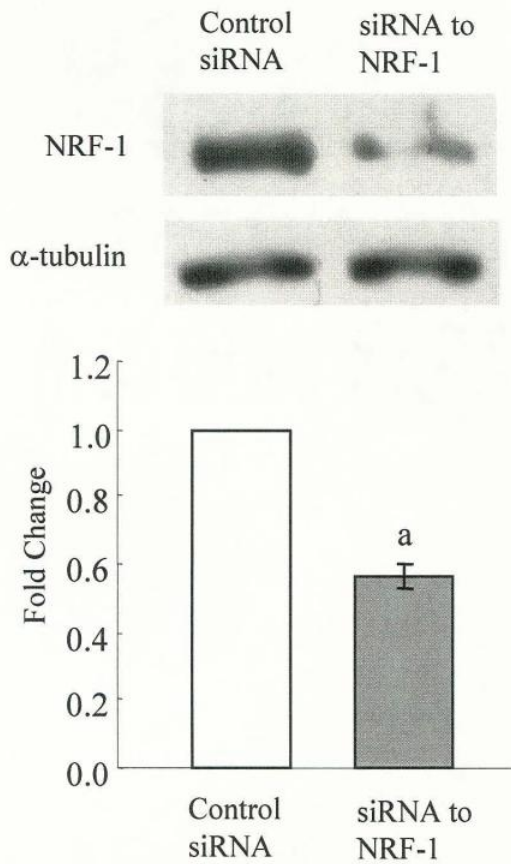 Control siRNA to
siRNA NRF-1
NRF-1
α-tubulin
1.2
1.0
0.8
0.6
0.4
0.2
0.0
Fold Change
a
Control siRNA to
siRNA NRF-1